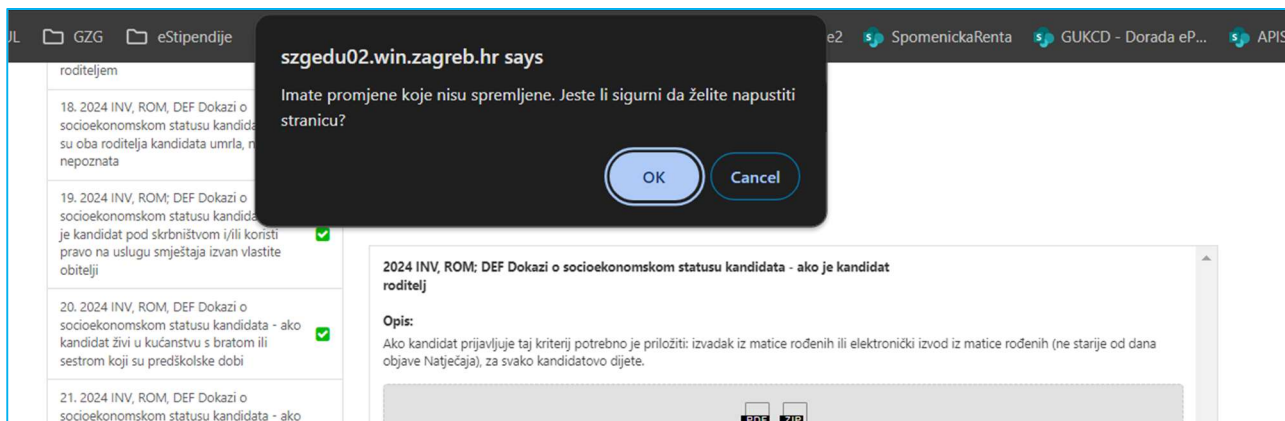 JL GZG eStipendije e2 SpomenickaRenta GUKCD - Dorada eP... APIS
szgedu02.win.zagreb.hr says
Imate promjene koje nisu spremljene. Jeste li sigurni da želite napustiti
stranicu?
OK Cancel
roditeljem
18. 2024 INV, ROM, DEF Dokazi o
socioekonomskom statusu kandida
su oba roditelja kandidata umrla, n
nepoznata
19. 2024 INV, ROM; DEF Dokazi o
socioekonomskom statusu kandida
je kandidat pod skrbništvom i/ili koristi
pravo na uslugu smještaja izvan vlastite
obitelji
20. 2024 INV, ROM, DEF Dokazi o
socioekonomskom statusu kandidata - ako
kandidat živi u kućanstvu s bratom ili
sestrom koji su predškolske dobi
21. 2024 INV, ROM, DEF Dokazi o
socioekonomskom statusu kandidata - ako
2024 INV, ROM; DEF Dokazi o socioekonomskom statusu kandidata - ako je kandidat
roditelj
Opis:
Ako kandidat prijavljuje taj kriterij potrebno je priložiti: izvadak iz matice rođenih ili elektronički izvod iz matice rođenih (ne starije od dana
objave Natječaja), za svako kandidatovo dijete.
PDF ZIP